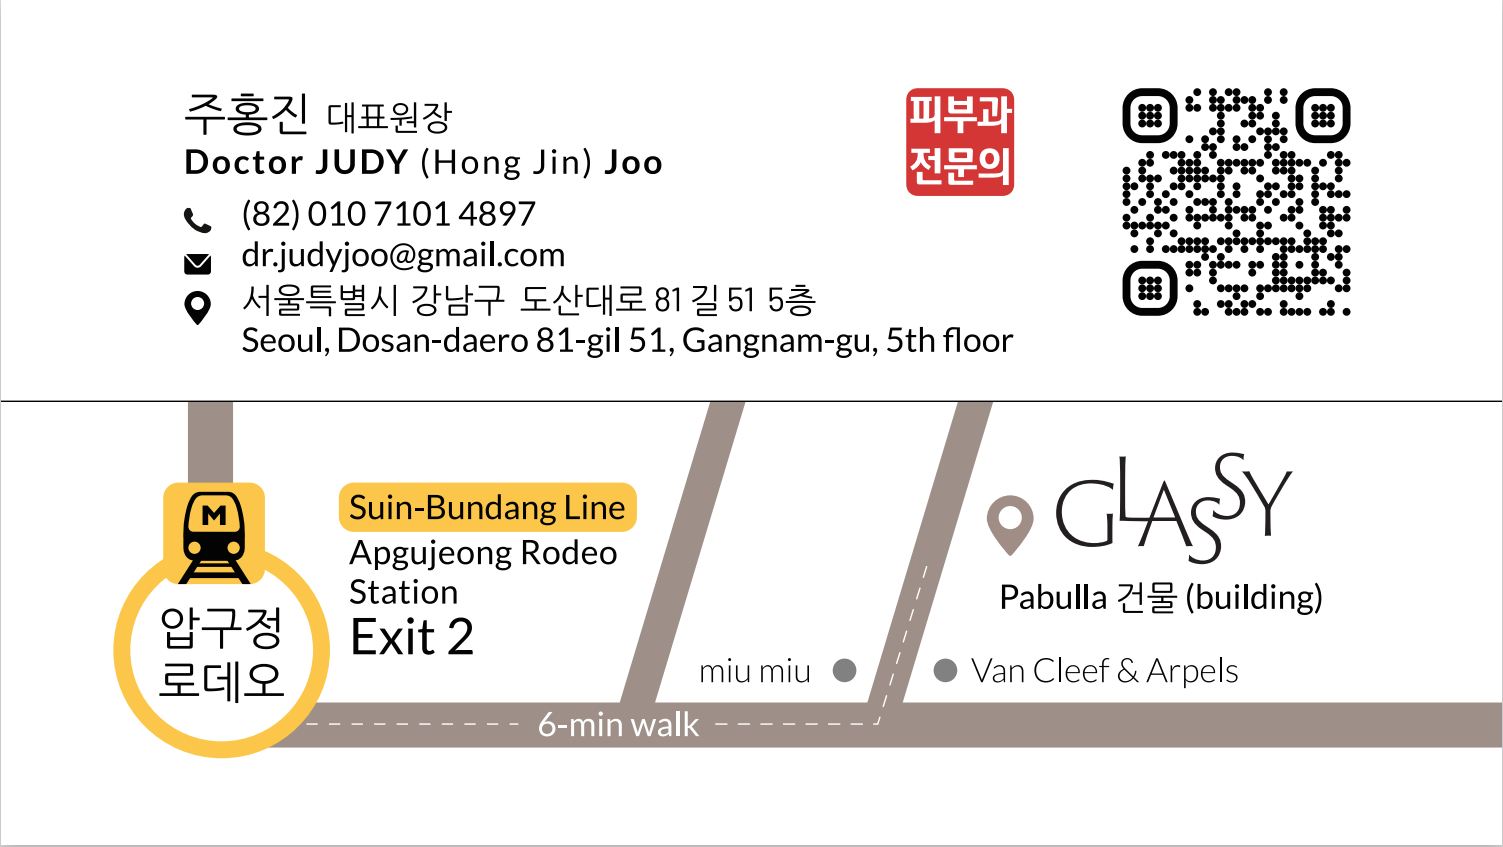 주홍진 대표원장
Doctor JUDY (Hong Jin) Joo
(82) 010 7101 4897
dr.judyjoo@gmail.com
서울특별시 강남구 도산대로 81 길 51 5층
Seoul, Dosan-daero 81-gil 51, Gangnam-gu, 5th floor
피부과
전문의
M
압구정
로데오
Suin-Bundang Line
Apgujeong Rodeo
Station
Exit 2
GLASSY
Pabulla 건물 (building)
miu miu
Van Cleef & Arpels
6-min walk